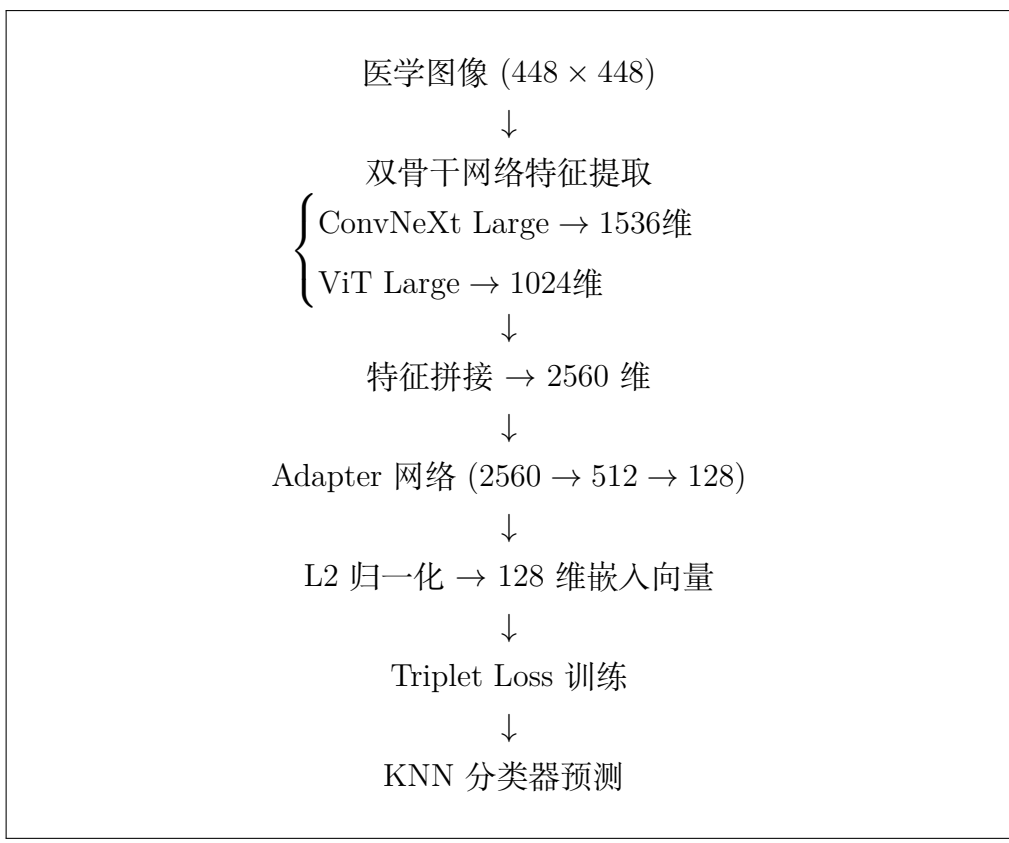 医学图像 (448 × 448)
↓
双骨干网络特征提取
ConvNeXt Large → 1536维
ViT Large → 1024维
↓
特征拼接 → 2560 维
↓
Adapter 网络 (2560 → 512 → 128)
↓
L2 归一化 → 128 维嵌入向量
↓
Triplet Loss 训练
↓
KNN 分类器预测